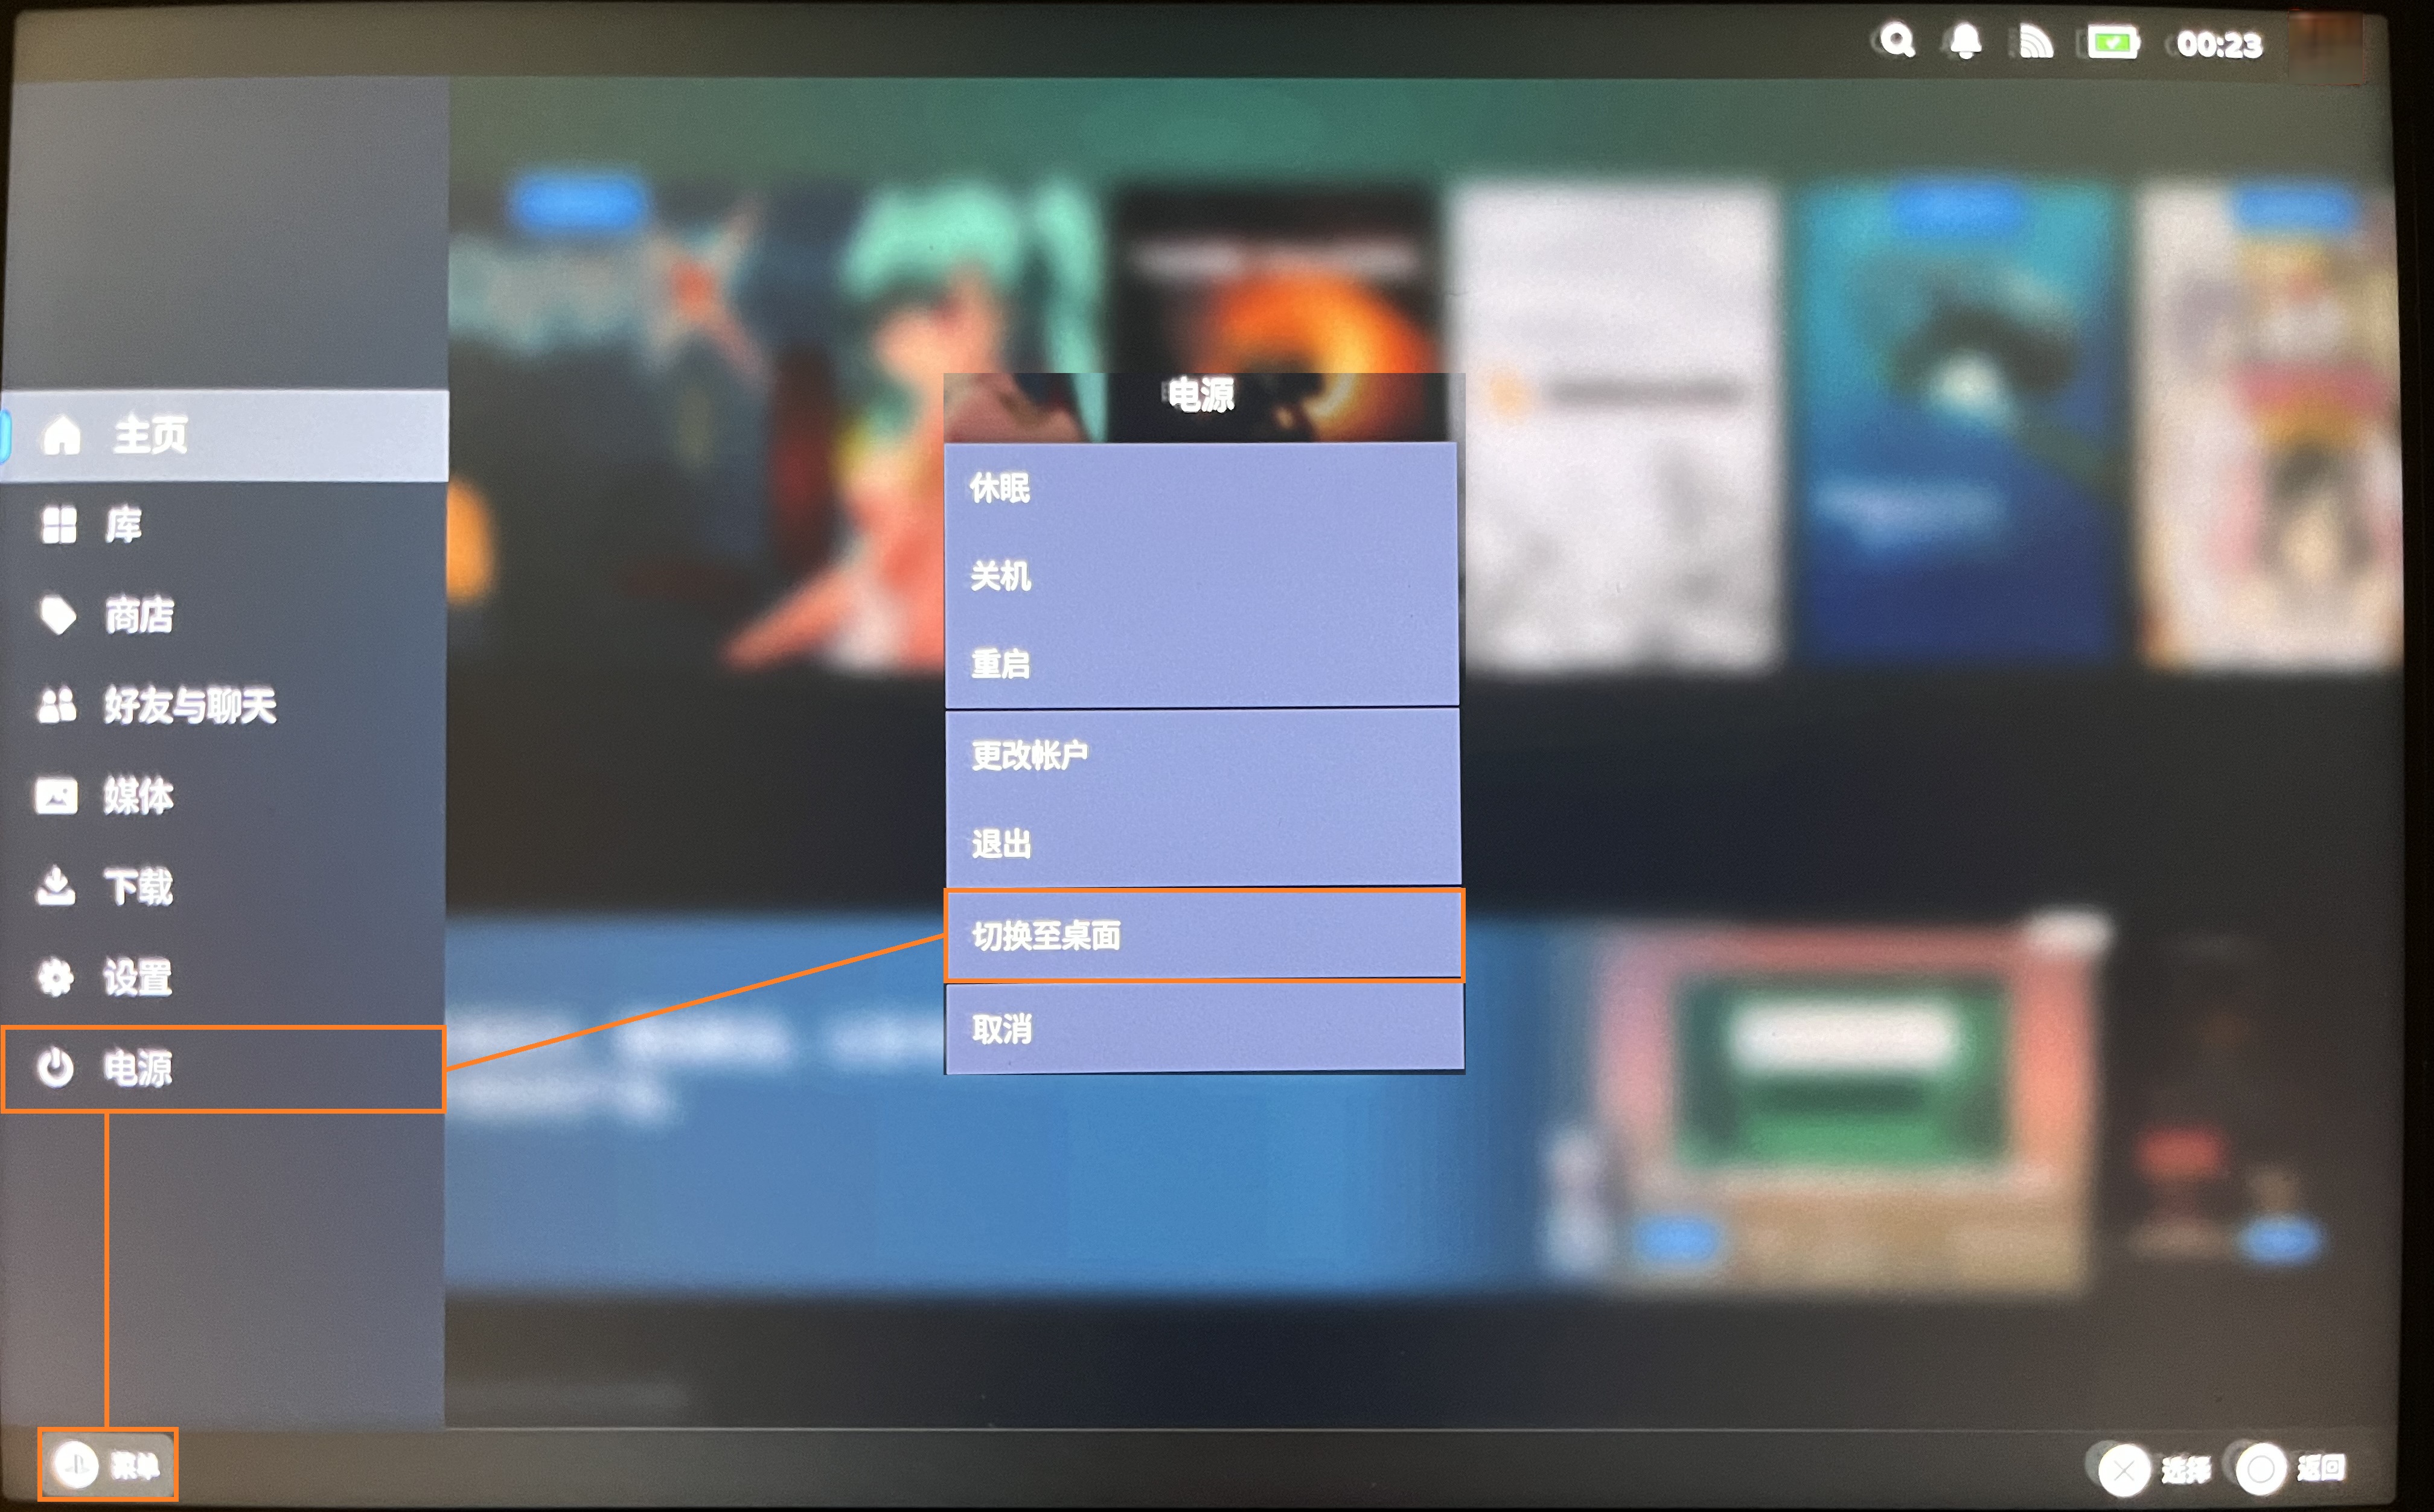 00:23
主页
库
商店
好友与聊天
媒体
下载
设置
电源
电源
休眠
关机
重启
更改帐户
退出
切换至桌面
取消
菜单
选择
返回